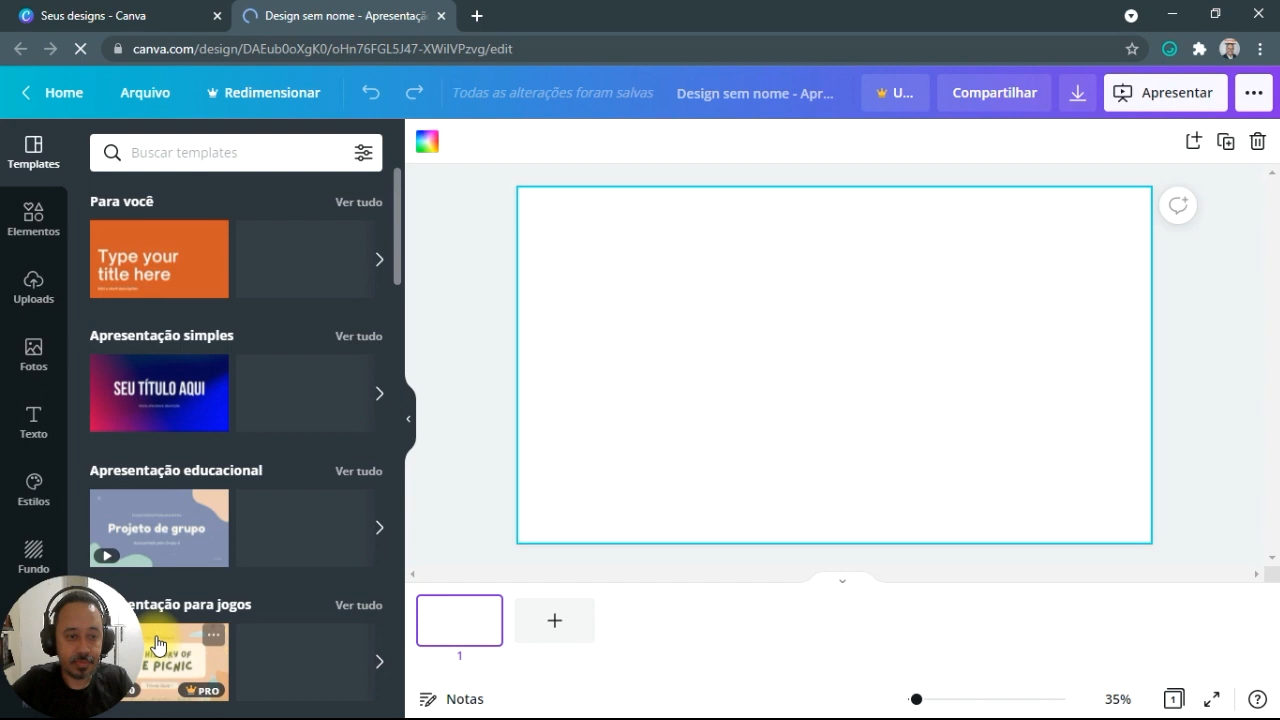 Seus designs - Canva
Design sem nome - Apresentaçã
canva.com/design/DAEub0oXgK0/oHn76FGL5J47-XWiIVPzvg/edit
Home
Arquivo
Redimensionar
Todas as alterações foram salvas
Design sem nome - Apr...
U...
Compartilhar
Apresentar
Templates
Elementos
Uploads
Fotos
Texto
Estilos
Fundo
Buscar templates
Para você
Ver tudo
Type your
title here
Apresentação simples
Ver tudo
SEU TÍTULO AQUI
Apresentação educacional
Ver tudo
Projeto de grupo
entação para jogos
Ver tudo
HISTORY OF
E PICNIC
PRO
1
Notas
35%
1